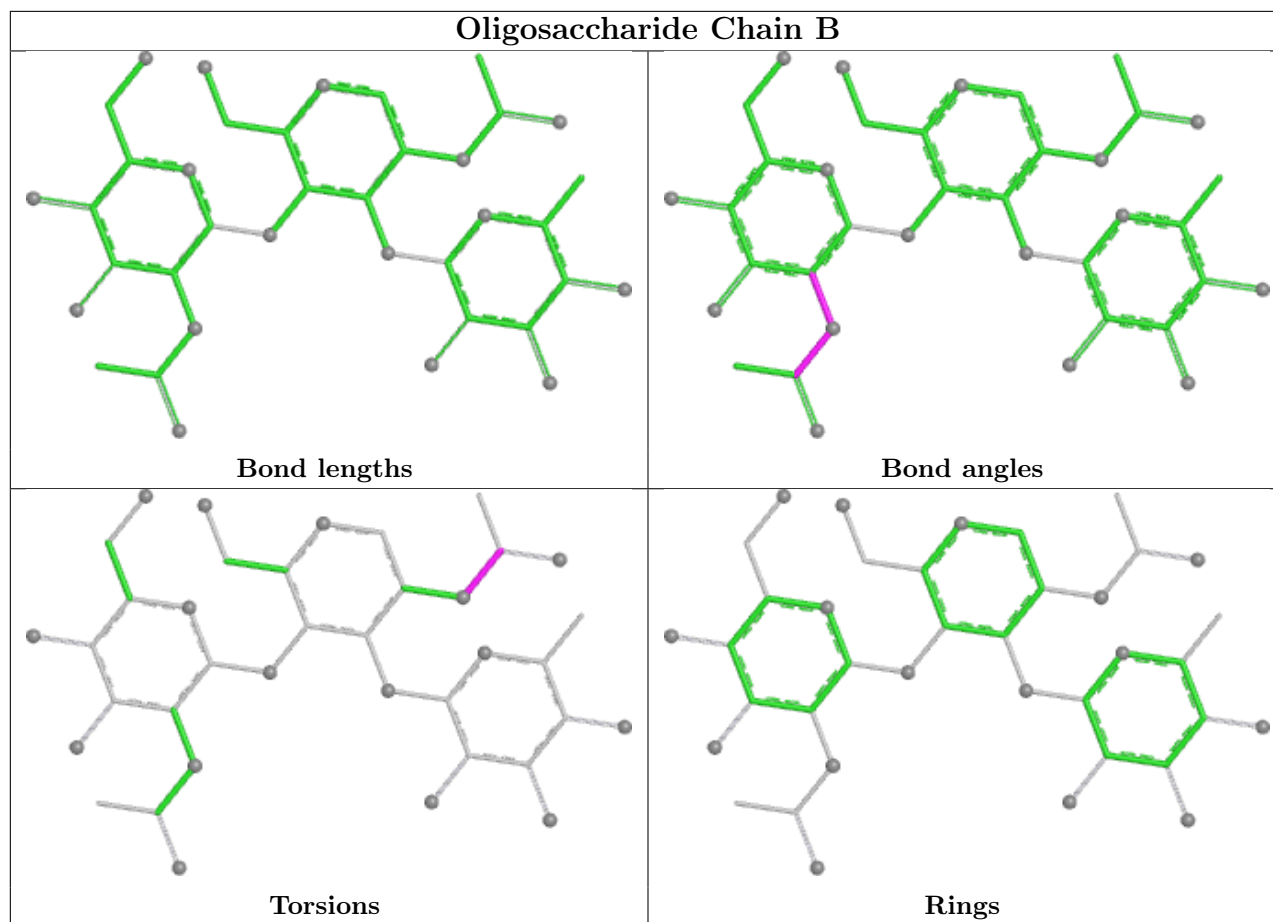 Oligosaccharide Chain B
Bond lengths
Bond angles
Torsions
Rings